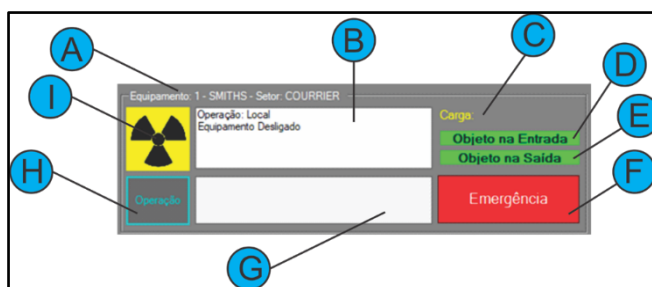 A
B
C
D
E
F
G
H
I
Equipamento: 1 - SMITHS - Setor: COURRIER
Operação: Local
Equipamento Desligado
Carga:
Objeto na Entrada
Objeto na Saída
Operação
Emergência